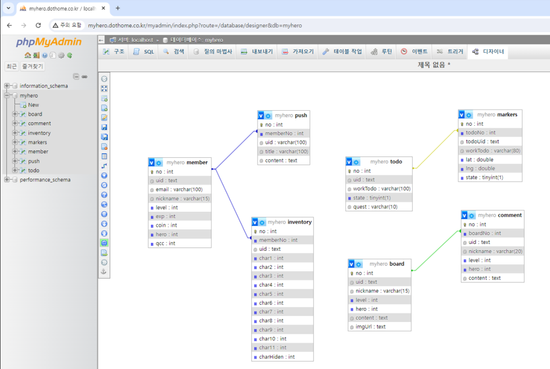 myhero.dothome.co.kr / local
주의 요함
myhero.dothome.co.kr/myadmin/index.php?route=/database/designer&db=myhero
phpMyAdmin
최근 즐겨찾기
information_schema
myhero
New
board
comment
inventory
markers
member
push
todo
performance_schema
서버: localhost » 데이터베이스: myhero
구조 SQL 검색 질의 마법사 내보내기 가져오기 테이블 작업 루틴 이벤트 트리거 디자이너
제목 없음 *
myhero push
no : int
memberNo : int
uid : varchar(100)
title : varchar(100)
content : text
myhero markers
no : int
todoNo : int
todoUid : text
workTodo : varchar(80)
lat : double
lng : double
state : tinyint(1)
myhero member
no : int
uid : text
email : varchar(100)
nickname : varchar(15)
level : int
exp : int
coin : int
hero : int
qcc : int
myhero todo
no : int
uid : text
workTodo : varchar(100)
state : tinyint(1)
guest : varchar(10)
myhero inventory
no : int
memberNo : int
uid : text
char1 : int
char2 : int
char3 : int
char4 : int
char5 : int
char6 : int
char7 : int
char8 : int
char9 : int
char10 : int
char11 : int
charHiden : int
myhero comment
no : int
boardNo : int
uid : text
nickname : varchar(20)
level : int
hero : int
content : text
myhero board
no : int
uid : text
nickname : varchar(15)
level : int
hero : int
content : text
imgUrl : text